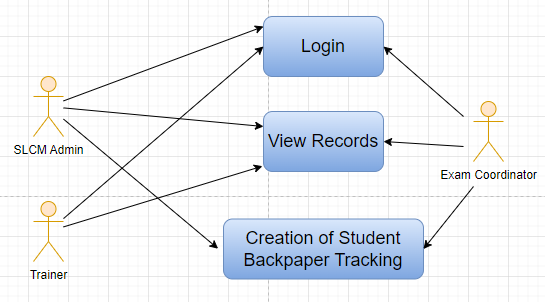 Login
SLCM Admin
View Records
Exam Coordinator
Creation of Student
Backpaper Tracking
Trainer